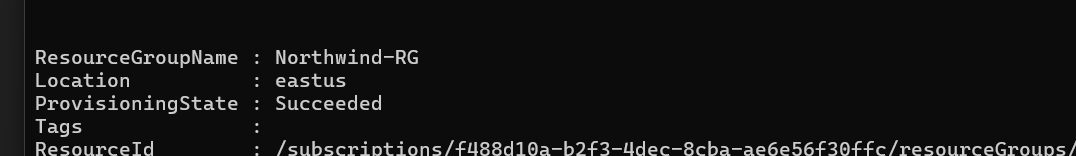 ResourceGroupName : Northwind-RG
Location          : eastus
ProvisioningState : Succeeded
Tags              :
ResourceId        : /subscriptions/f488d10a-b2f3-4dec-8cba-ae6e56f30ffc/resourceGroups/